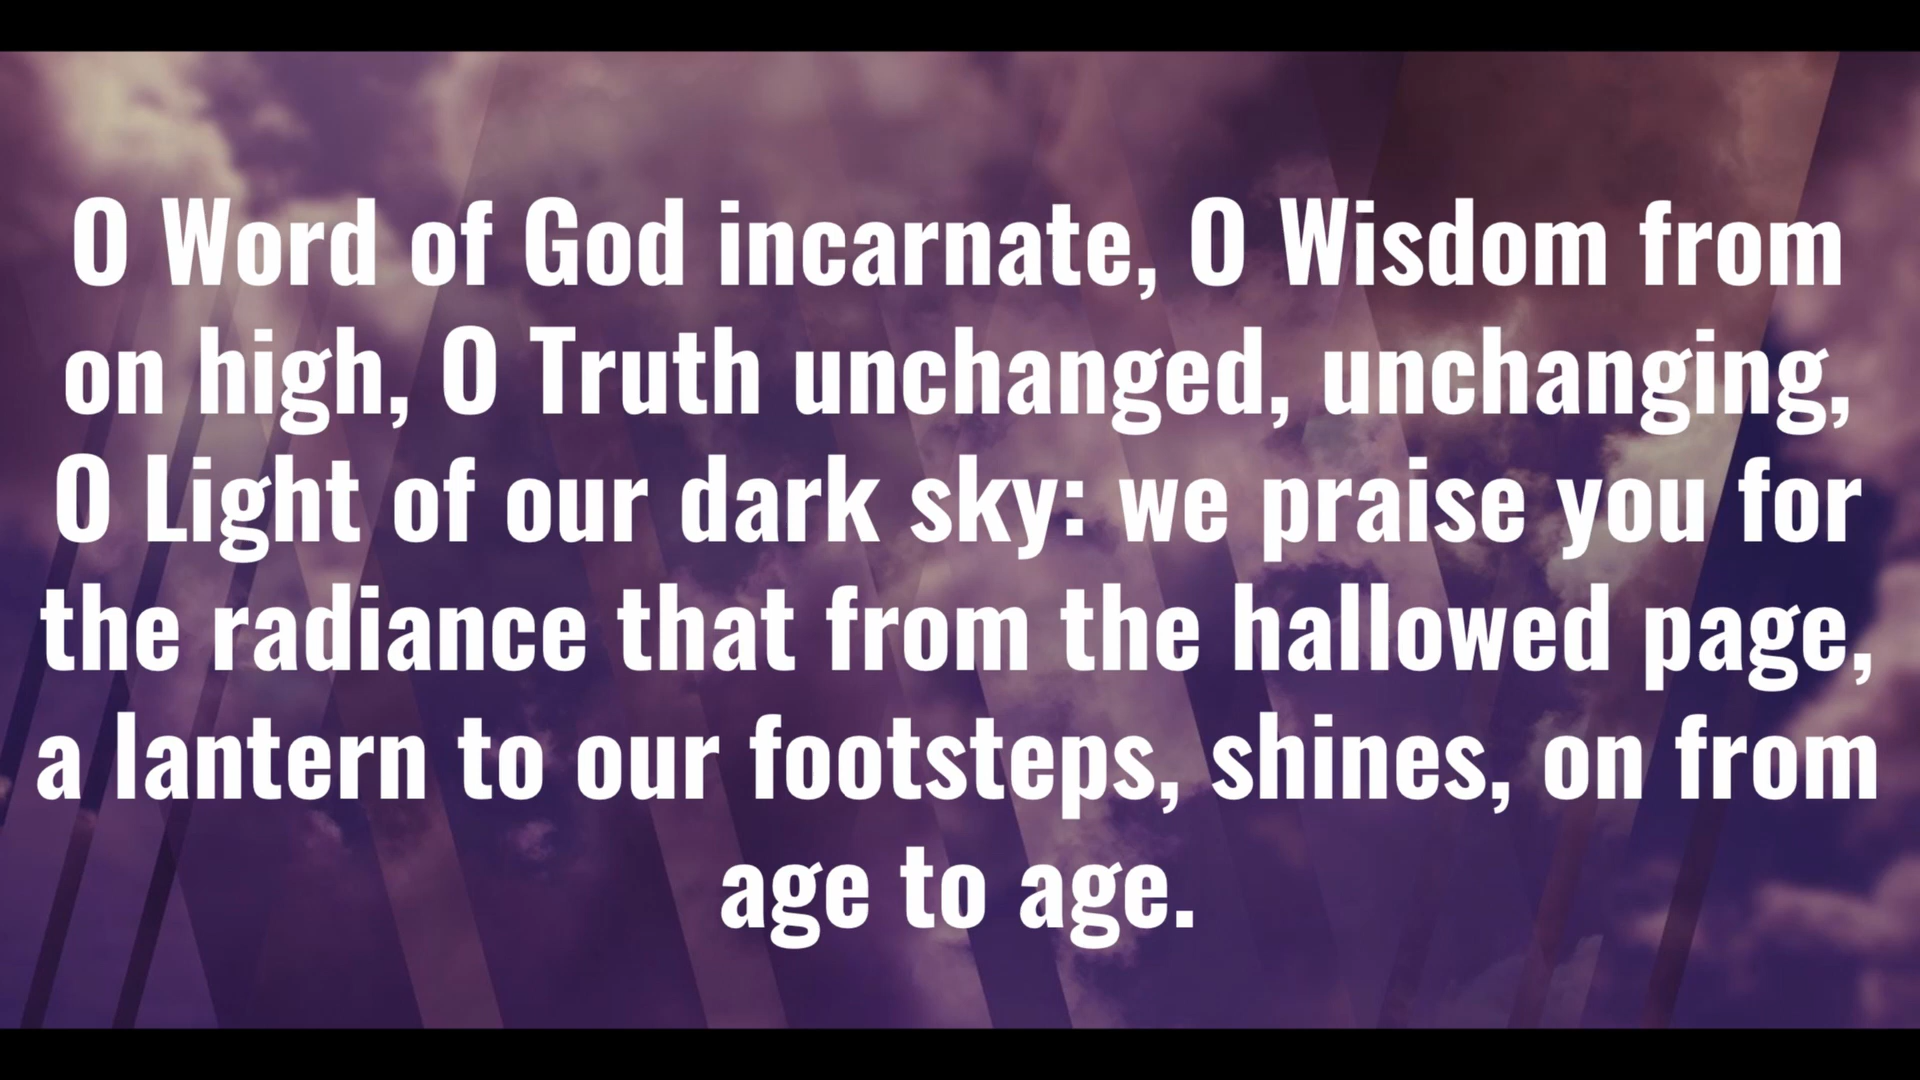 O Word of God incarnate, O Wisdom from
on high, O Truth unchanged, unchanging,
O Light of our dark sky: we praise you for
the radiance that from the hallowed page,
a lantern to our footsteps, shines, on from
age to age.